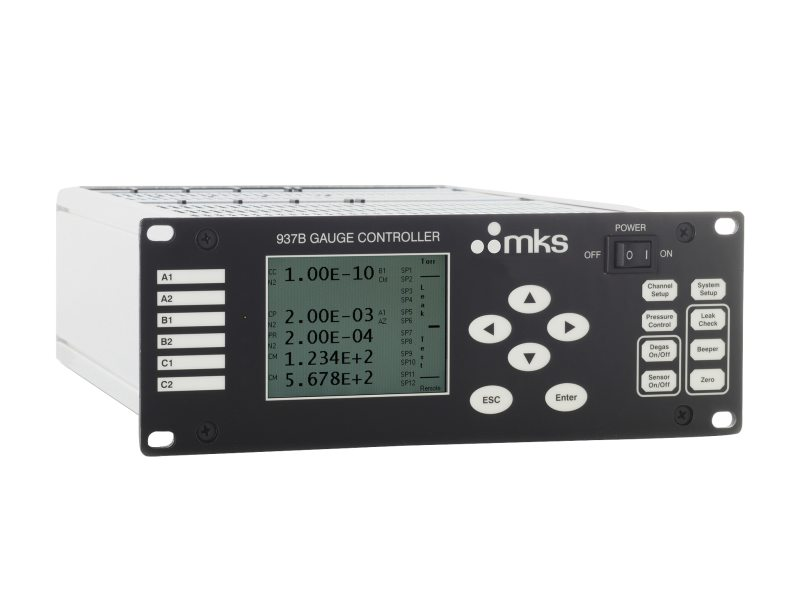 937B GAUGE CONTROLLER
mks
POWER
OFF 0 I ON
A1
A2
B1
B2
C1
C2
Torr
CC N2 1.00E-10 B1 CM SP1
SP2
SP3
SP4
CP N2 2.00E-03 A1 A2 SP5
SP6
PR N2 2.00E-04 SP7
SP8
CM 1.234E+2 SP9
SP10
CM 5.678E+2 SP11
SP12
Leak Test
Remote
ESC
Enter
Channel Setup
System Setup
Pressure Control
Leak Check
Degas On/Off
Beeper
Sensor On/Off
Zero